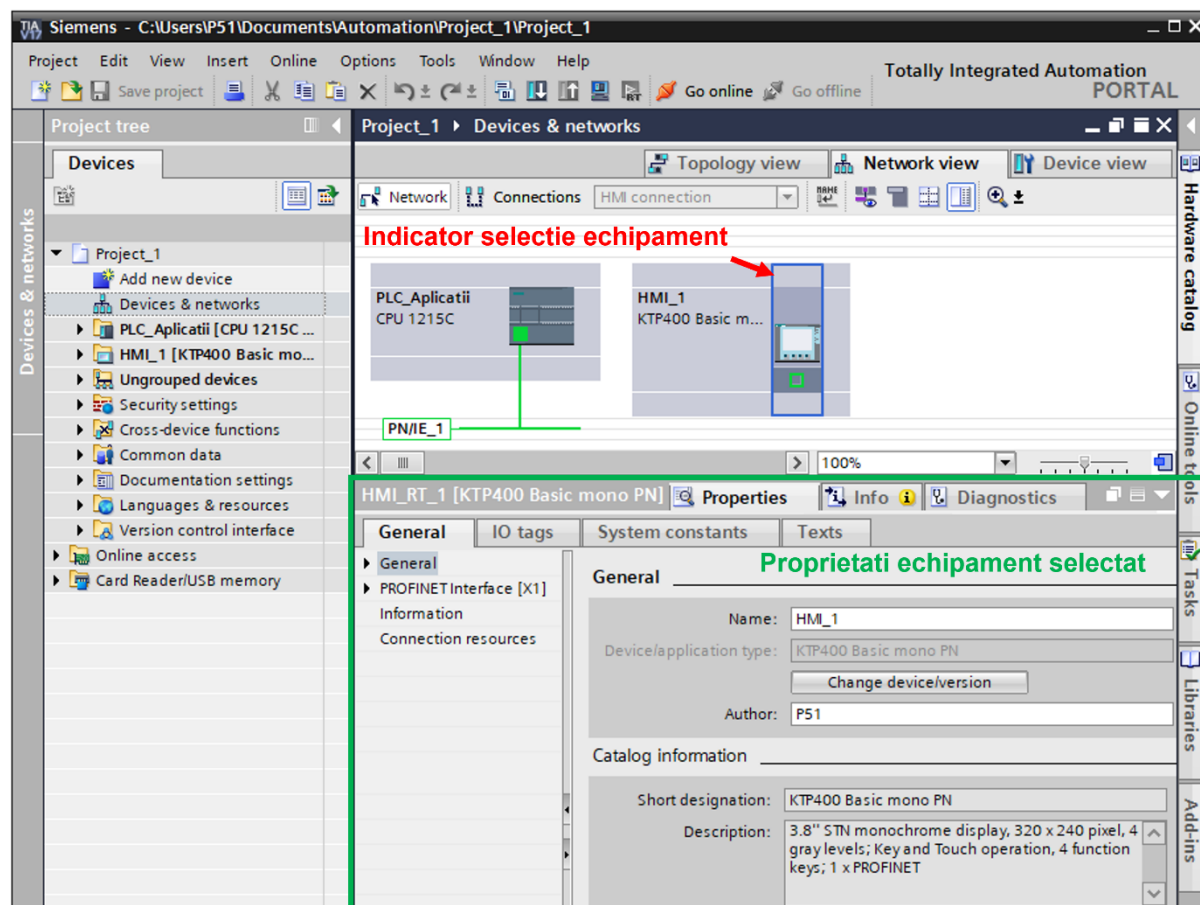 Siemens - C:\Users\P51\Documents\Automation\Project_1\Project_1
Project Edit View Insert Online Options Tools Window Help
Totally Integrated Automation
PORTAL
Save project Go online Go offline
Project tree
Devices
Devices & networks
Project_1
Add new device
Devices & networks
PLC_Aplicatii [CPU 1215C ...
HMI_1 [KTP400 Basic mo...
Ungrouped devices
Security settings
Cross-device functions
Common data
Documentation settings
Languages & resources
Version control interface
Online access
Card Reader/USB memory
Project_1 Devices & networks
Topology view Network view Device view
Network Connections HMI connection
Indicator selectie echipament
PLC_Aplicatii
CPU 1215C
HMI_1
KTP400 Basic m...
PN/IE_1
100%
HMI_RT_1 [KTP400 Basic mono PN] Properties Info Diagnostics
General IO tags System constants Texts
General
PROFINET Interface [X1]
Information
Connection resources
Proprietati echipament selectat
General
Name: HMI_1
Device/application type: KTP400 Basic mono PN
Change device/version
Author: P51
Catalog information
Short designation: KTP400 Basic mono PN
Description: 3.8'' STN monochrome display, 320 x 240 pixel, 4
gray levels; Key and Touch operation, 4 function
keys; 1 x PROFINET
Hardware catalog
Online tools
Tasks
Libraries
Add-ins